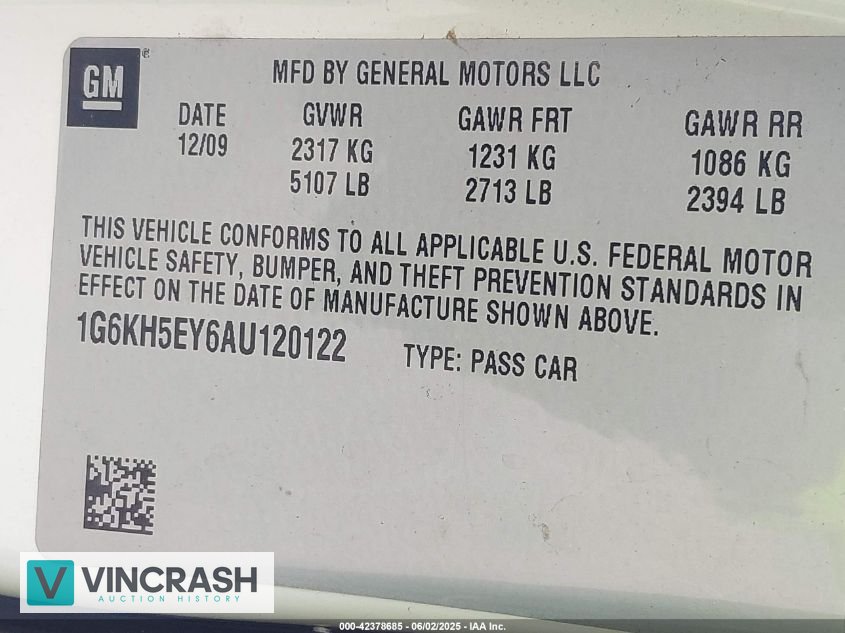 GM ®
MFD BY GENERAL MOTORS LLC
DATE GVWR GAWR FRT GAWR RR
12/09 2317 KG 1231 KG 1086 KG
5107 LB 2713 LB 2394 LB
THIS VEHICLE CONFORMS TO ALL APPLICABLE U.S. FEDERAL MOTOR
VEHICLE SAFETY, BUMPER, AND THEFT PREVENTION STANDARDS IN
EFFECT ON THE DATE OF MANUFACTURE SHOWN ABOVE.
1G6KH5EY6AU120122 TYPE: PASS CAR
V VINCRASH
AUCTION HISTORY
000-42378685 - 06/02/2025 - IAA Inc.